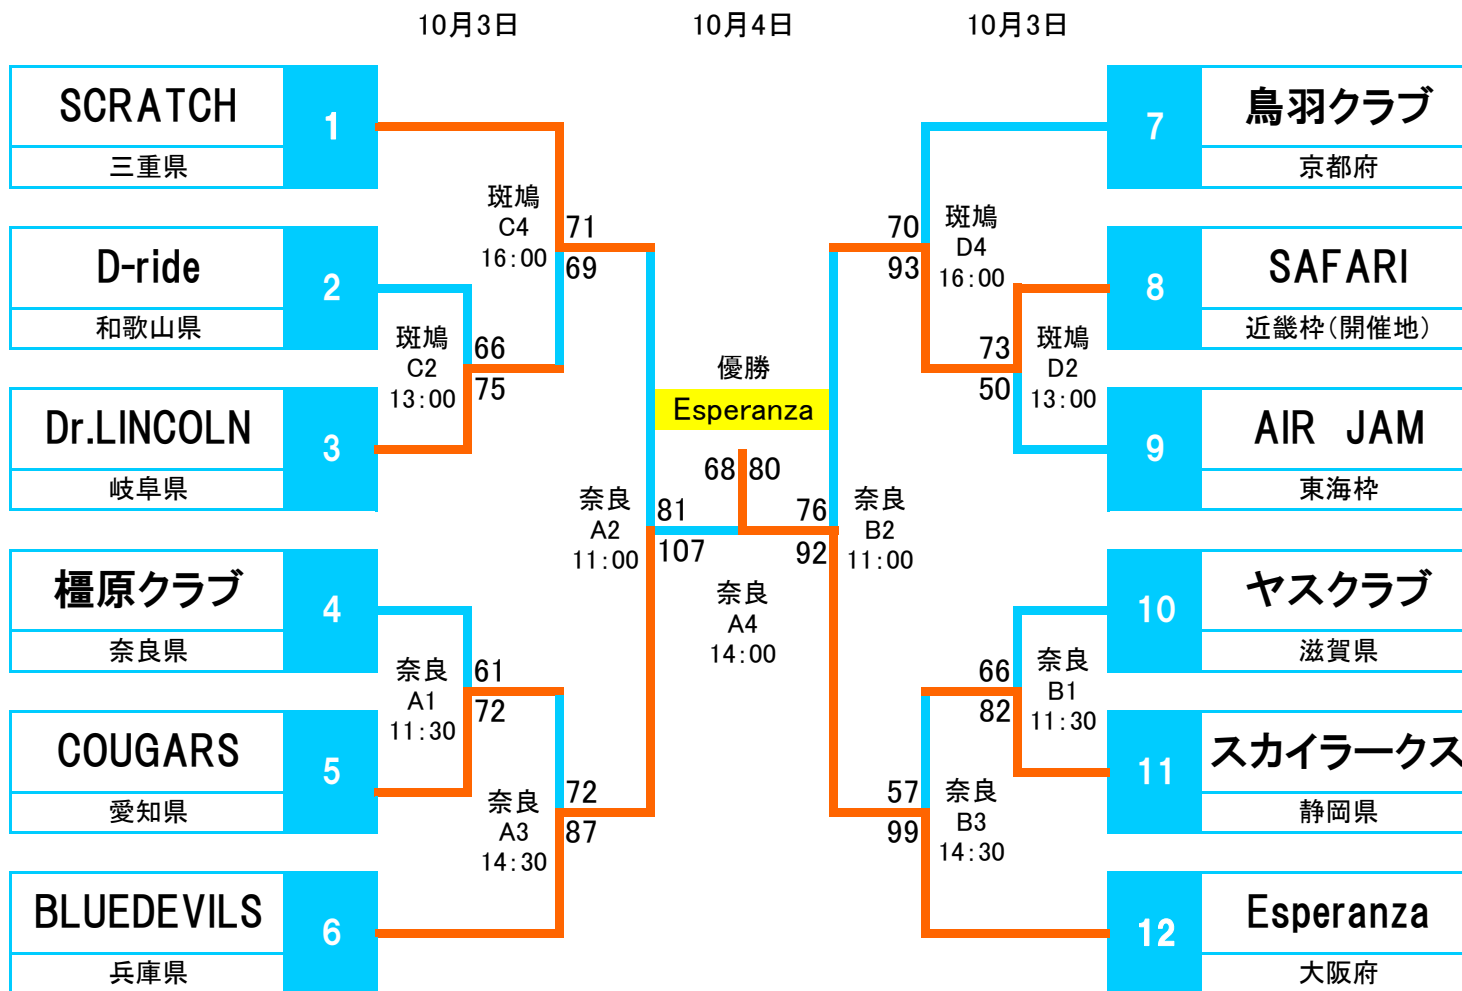 10月3日
10月4日
10月3日
SCRATCH
三重県
1
D-ride
和歌山県
2
Dr.LINCOLN
岐阜県
3
橿原クラブ
奈良県
4
COUGARS
愛知県
5
BLUEDEVILS
兵庫県
6
斑鳩
C4
16:00
71
69
斑鳩
C2
13:00
66
75
奈良
A1
11:30
61
72
奈良
A3
14:30
72
87
奈良
A2
11:00
81
107
優勝
Esperanza
68
80
奈良
A4
14:00
76
92
奈良
B2
11:00
70
93
斑鳩
D4
16:00
73
50
斑鳩
D2
13:00
66
82
奈良
B1
11:30
57
99
奈良
B3
14:30
7
鳥羽クラブ
京都府
8
SAFARI
近畿枠(開催地)
9
AIR JAM
東海枠
10
ヤスクラブ
滋賀県
11
スカイラークス
静岡県
12
Esperanza
大阪府